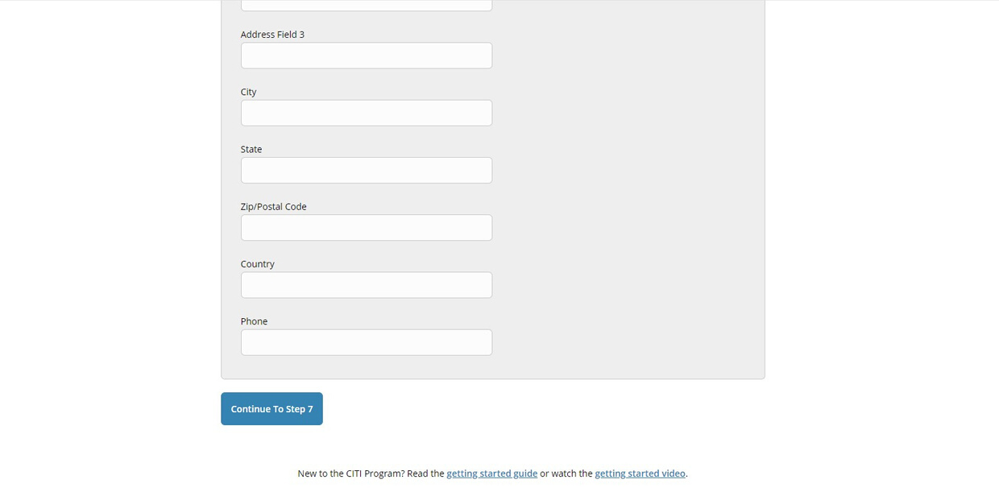 Address Field 3
City
State
Zip/Postal Code
Country
Phone
Continue To Step 7
New to the CITI Program? Read the getting started guide or watch the getting started video.